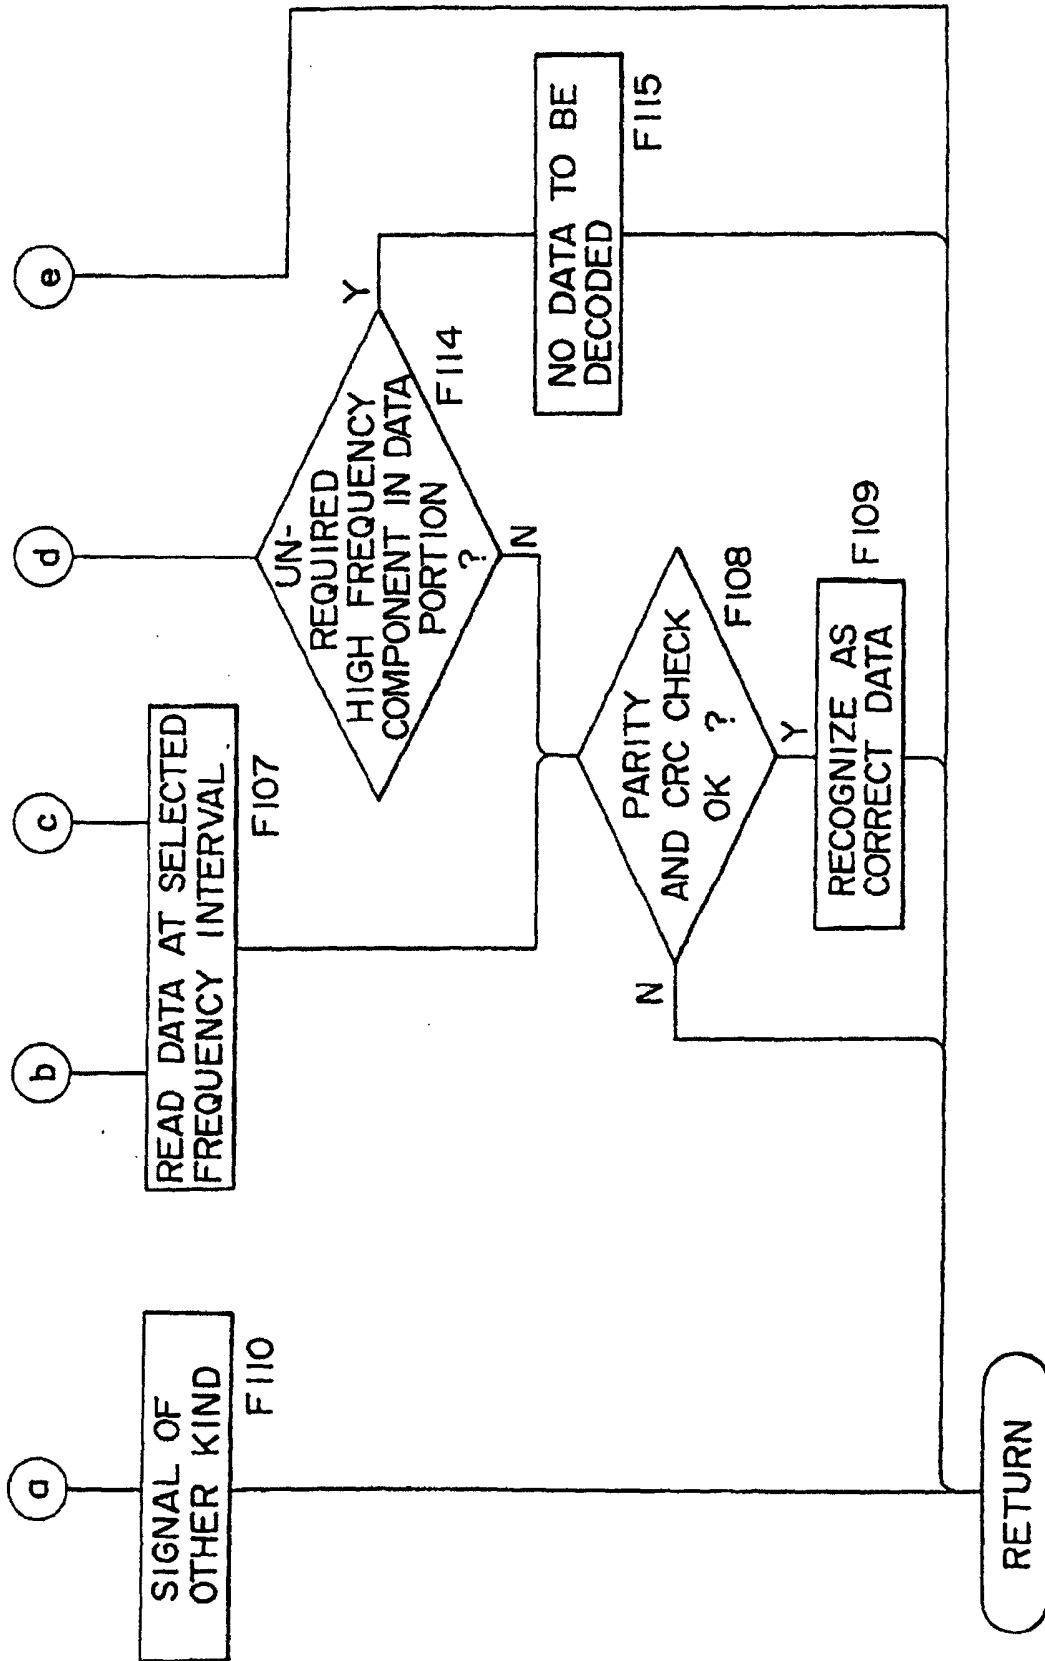 a
SIGNAL OF
OTHER KIND
F110
b
c
READ DATA AT SELECTED
FREQUENCY INTERVAL
F107
d
UN-
REQUIRED
HIGH FREQUENCY
COMPONENT IN DATA
PORTION
?
F114
Y
N
e
NO DATA TO BE
DECODED
F115
PARITY
AND CRC CHECK
OK ?
F108
N
Y
RECOGNIZE AS
CORRECT DATA
F109
RETURN